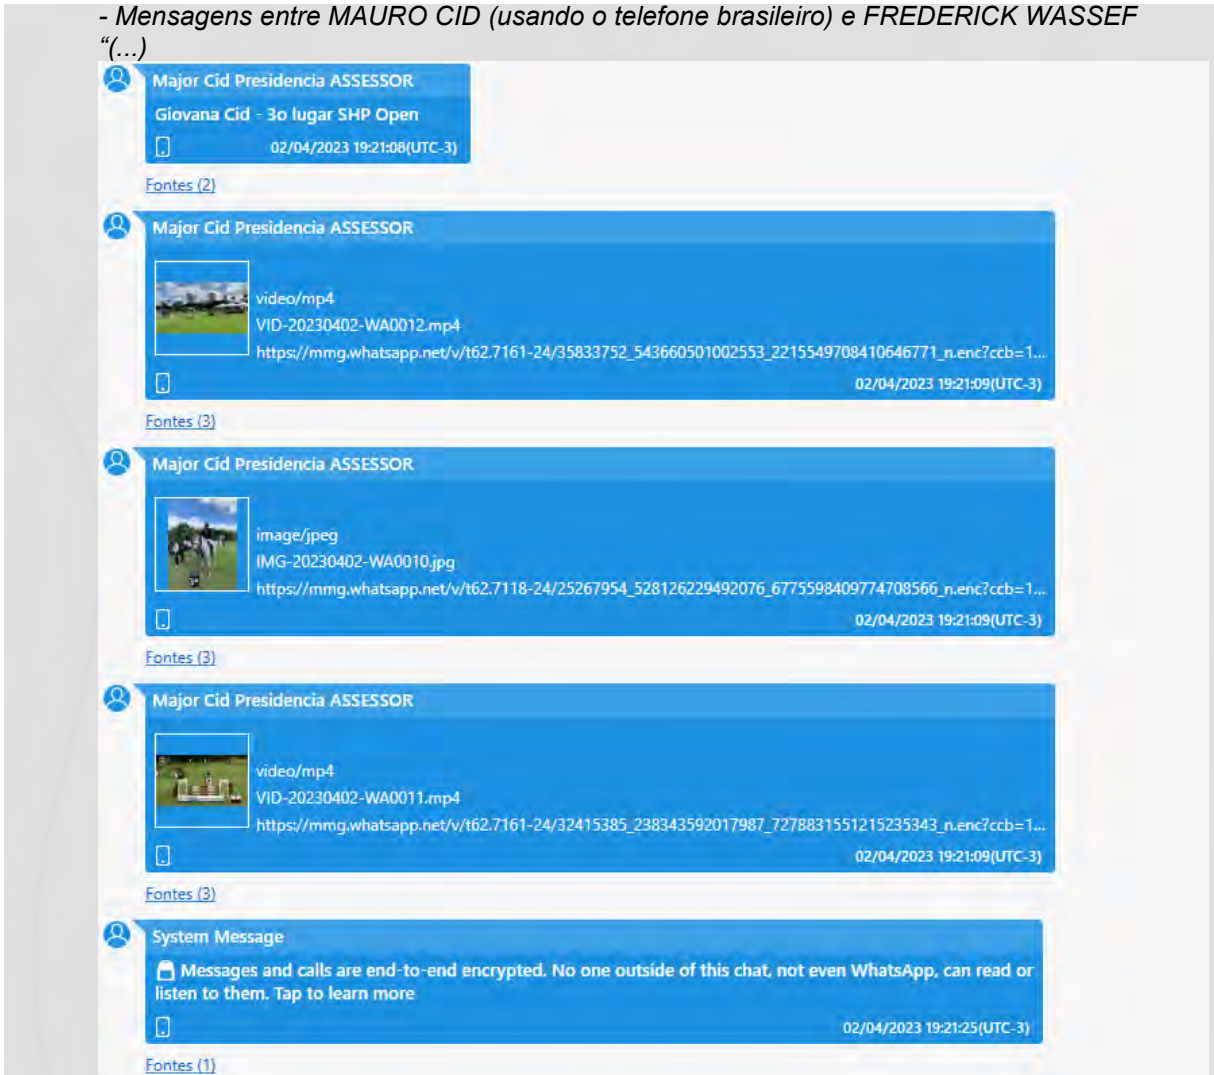 - Mensagens entre MAURO CID (usando o telefone brasileiro) e FREDERICK WASSEF
“(...)
Major Cid Presidencia ASSESSOR
Giovana Cid - 3o lugar SHP Open
02/04/2023 19:21:08(UTC-3)
Fontes (2)
Major Cid Presidencia ASSESSOR
video/mp4
VID-20230402-WA0012.mp4
https://mmg.whatsapp.net/v/t62.7161-24/35833752_543660501002553_2215549708410646771_n.enc?ccb=1...
02/04/2023 19:21:09(UTC-3)
Fontes (3)
Major Cid Presidencia ASSESSOR
image/jpeg
IMG-20230402-WA0010.jpg
https://mmg.whatsapp.net/v/t62.7118-24/25267954_528126229492076_6775598409774708566_n.enc?ccb=1...
02/04/2023 19:21:09(UTC-3)
Fontes (3)
Major Cid Presidencia ASSESSOR
video/mp4
VID-20230402-WA0011.mp4
https://mmg.whatsapp.net/v/t62.7161-24/32415385_238343592017987_7278831551215235343_n.enc?ccb=1...
02/04/2023 19:21:09(UTC-3)
Fontes (3)
System Message
Messages and calls are end-to-end encrypted. No one outside of this chat, not even WhatsApp, can read or
listen to them. Tap to learn more
02/04/2023 19:21:25(UTC-3)
Fontes (1)